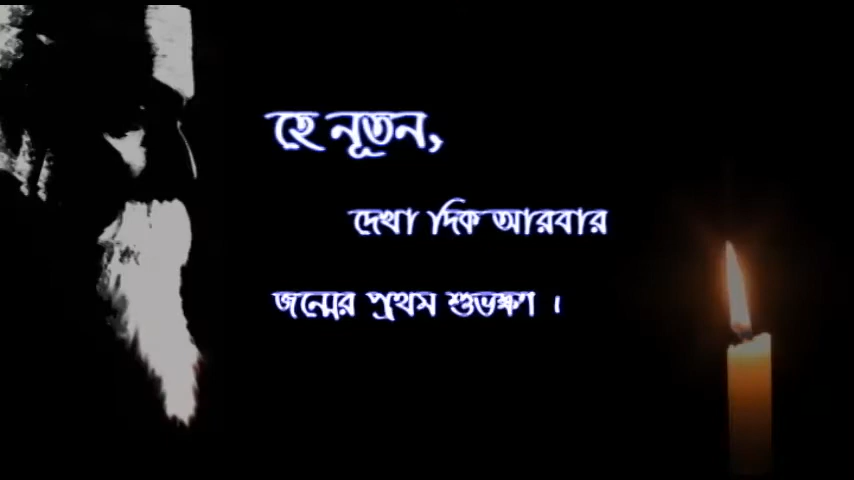 হে নূতন,
দেখা দিক আরবার
জন্মের প্রথম শুভক্ষণ ।